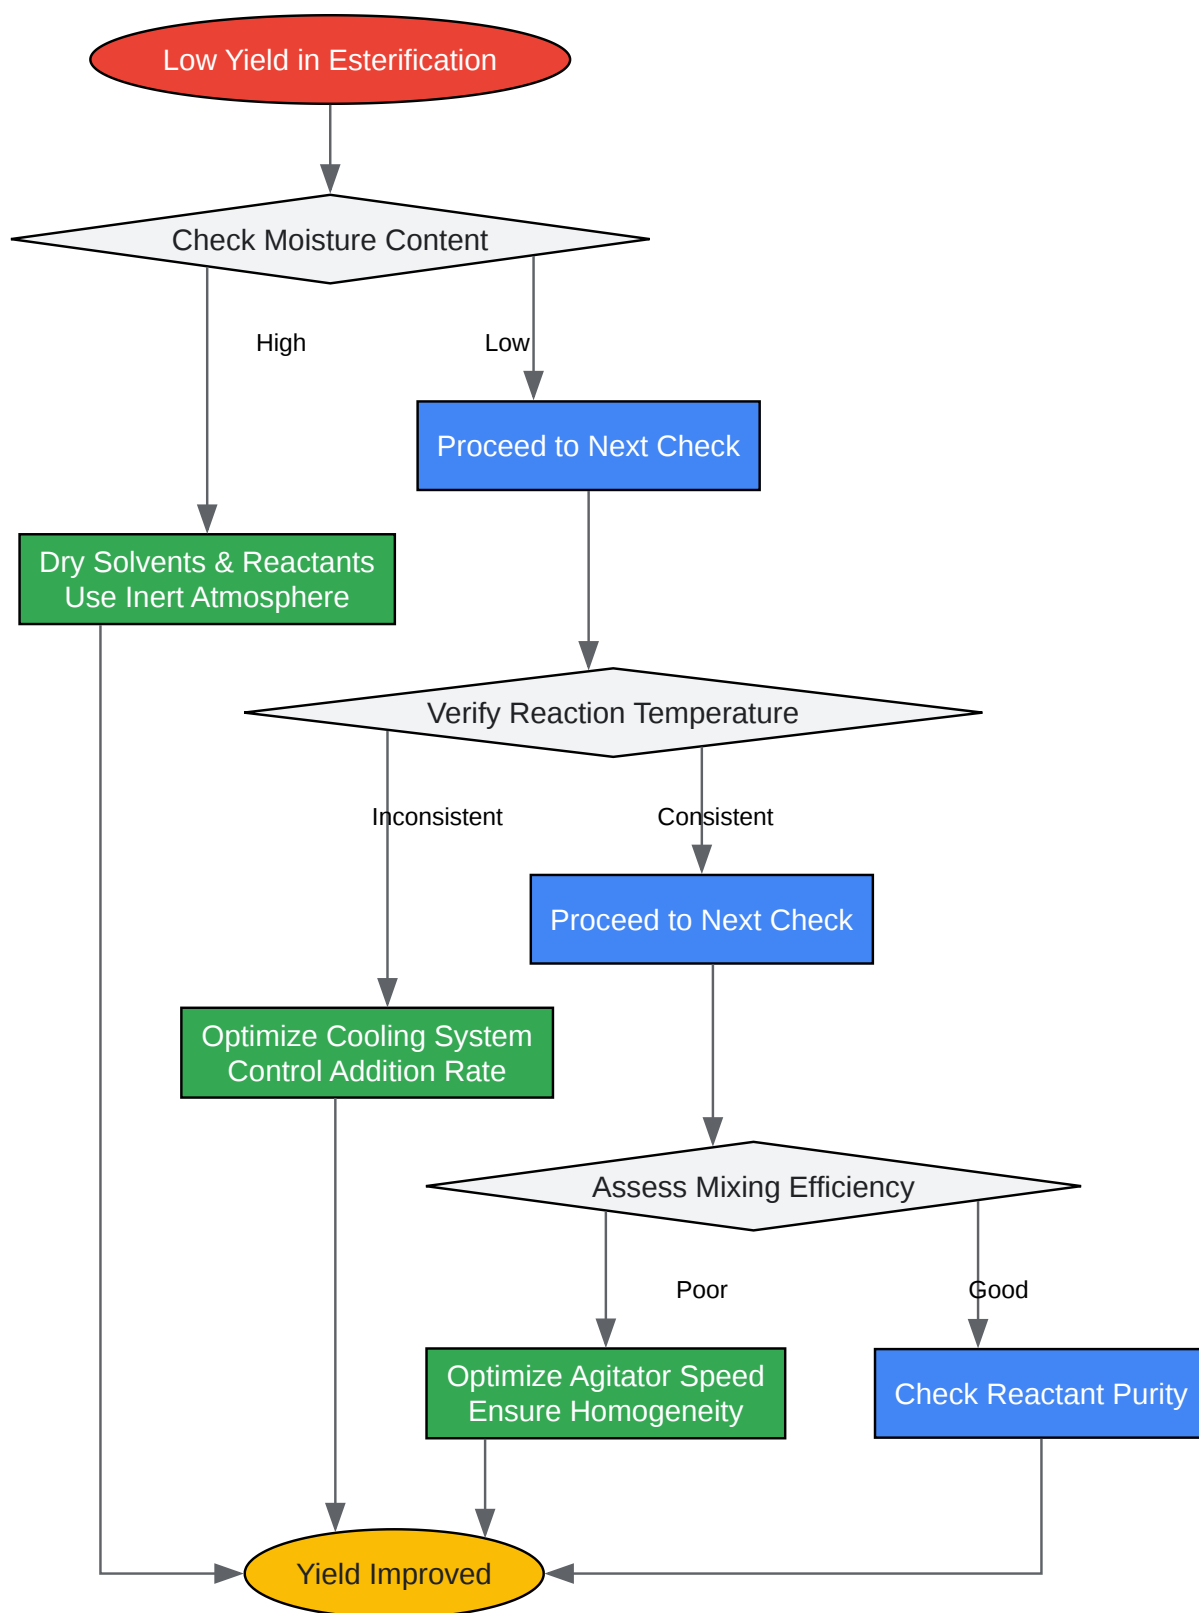 Low Yield in Esterification
Check Moisture Content
High
Low
Proceed to Next Check
Dry Solvents & Reactants
Use Inert Atmosphere
Verify Reaction Temperature
Inconsistent
Consistent
Proceed to Next Check
Optimize Cooling System
Control Addition Rate
Assess Mixing Efficiency
Poor
Good
Optimize Agitator Speed
Ensure Homogeneity
Check Reactant Purity
Yield Improved